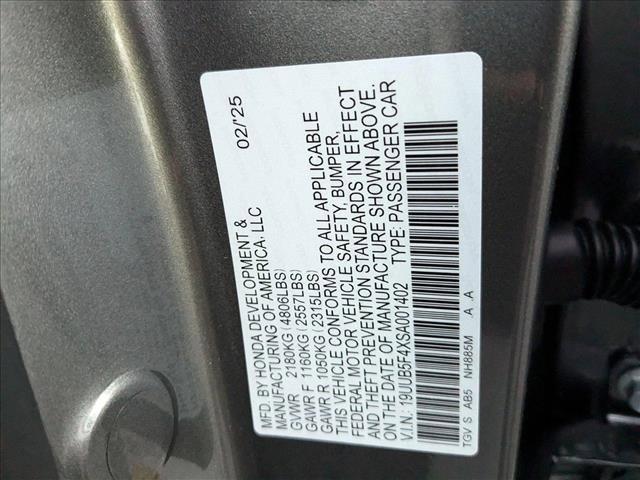 MFD. BY HONDA DEVELOPMENT & 02/'25
MANUFACTURING OF AMERICA, LLC
GVWR 2180KG (4806LBS)
GAWR F 1160KG (2557LBS)
GAWR R 1050KG (2315LBS)
THIS VEHICLE CONFORMS TO ALL APPLICABLE
FEDERAL MOTOR VEHICLE SAFETY, BUMPER,
AND THEFT PREVENTION STANDARDS IN EFFECT
ON THE DATE OF MANUFACTURE SHOWN ABOVE.
V.I.N.: 19UUB5F4XSA001402 TYPE: PASSENGER CAR
TGV S AB5 NH885M A .A